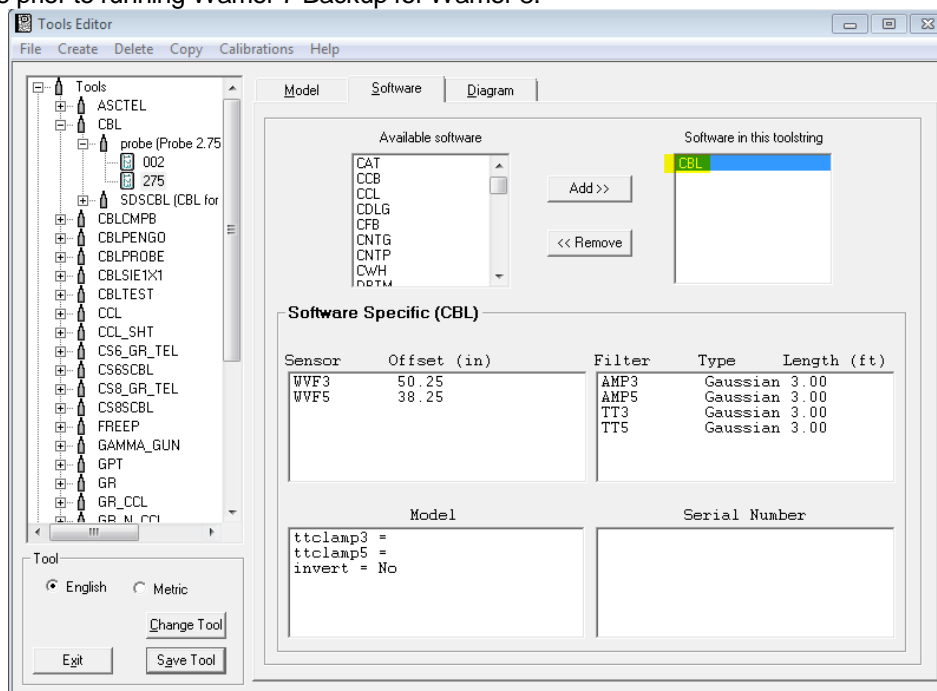 prior to running Warrior 7 Backup for Warrior 8.
Tools Editor
File Create Delete Copy Calibrations Help
Tools
ASCTEL
CBL
probe (Probe 2.75
002
275
SDSCBL (CBL for
CBLCMPB
CBLPENGO
CBLPROBE
CBLSIE1X1
CBLTEST
CCL
CCL_SHT
CS6_GR_TEL
CS6SCBL
CS8_GR_TEL
CS8SCBL
FREEP
GAMMA_GUN
GPT
GR
GR_CCL
GR_N_CCL
Tool
English Metric
Change Tool
Exit Save Tool
Model Software Diagram
Available software
CAT
CCB
CCL
CDLG
CFB
CNTG
CNTP
CWH
DRTM
Add >>
<< Remove
Software in this toolstring
CBL
Software Specific (CBL)
Sensor Offset (in)
WVF3 50.25
WVF5 38.25
Filter Type Length (ft)
AMP3 Gaussian 3.00
AMP5 Gaussian 3.00
TT3 Gaussian 3.00
TT5 Gaussian 3.00
Model
ttclamp3 =
ttclamp5 =
invert = No
Serial Number